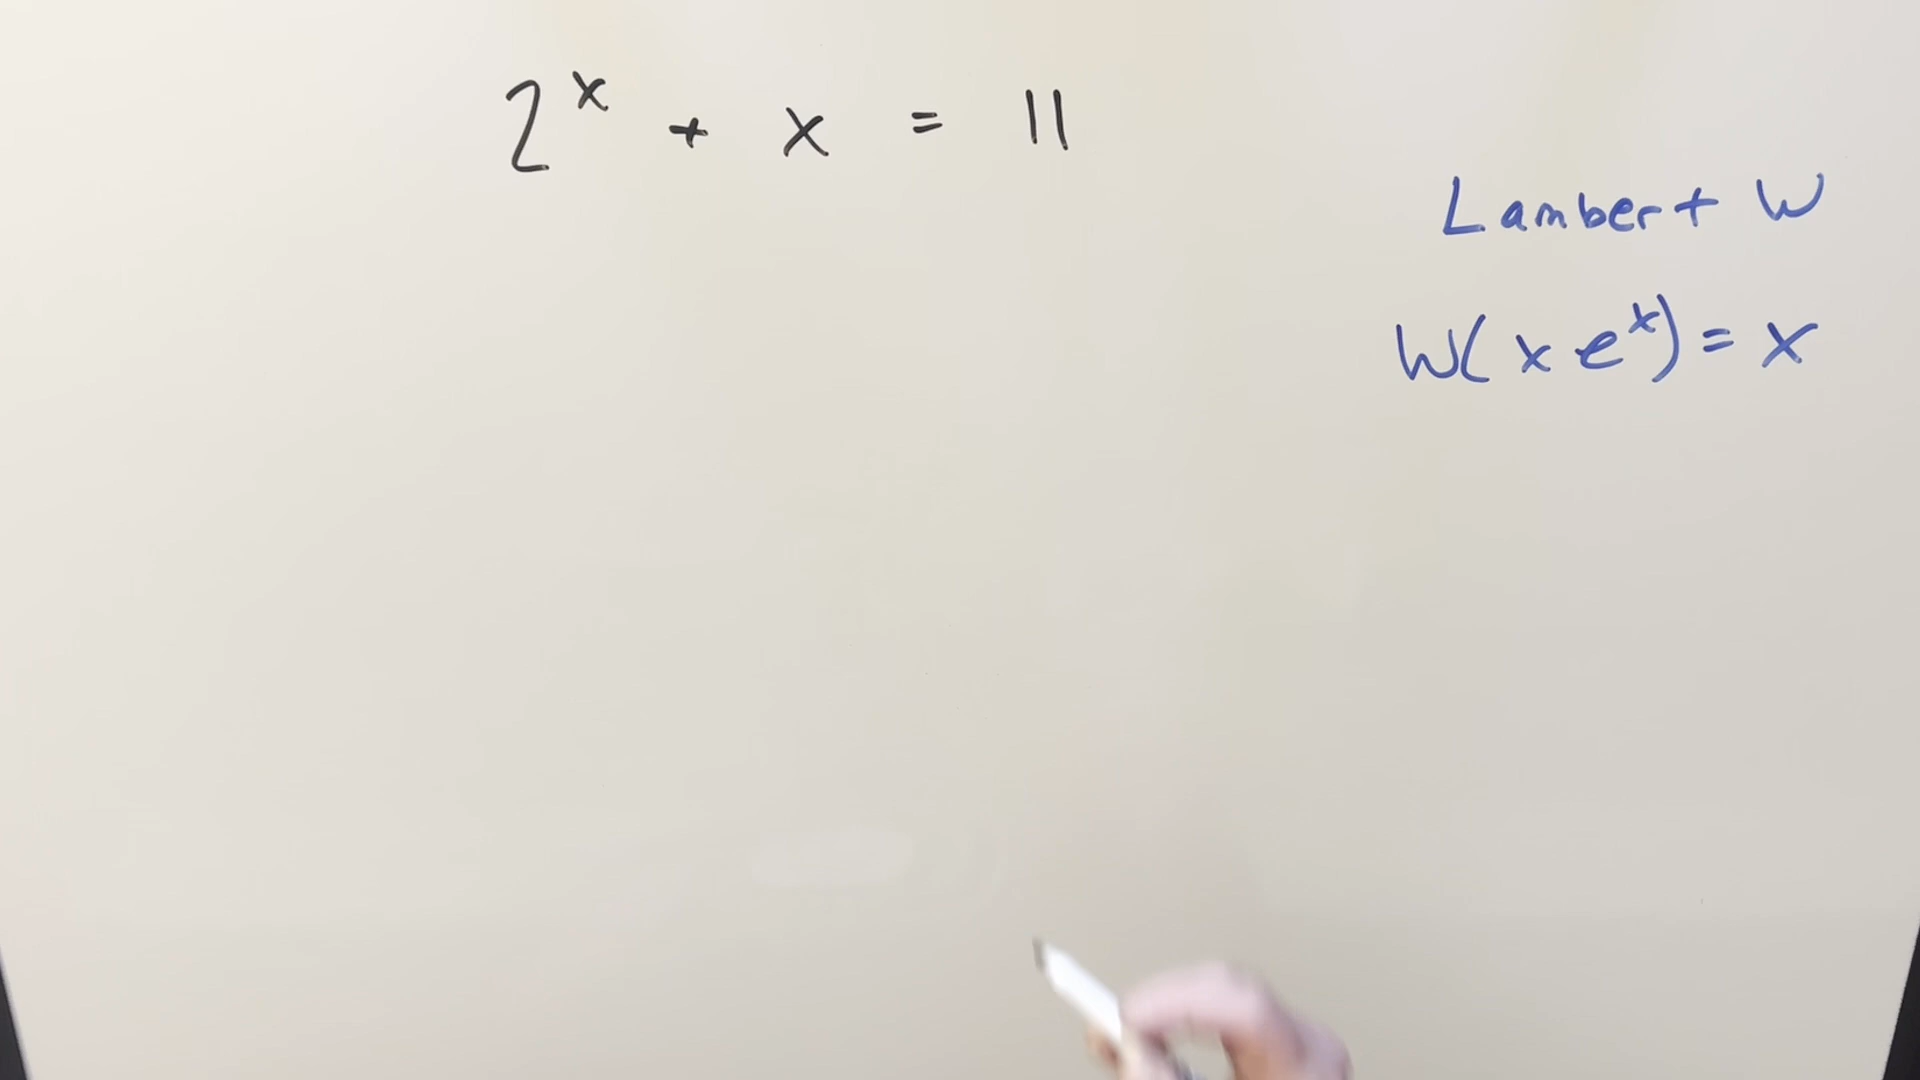 2^x + x = 11
Lambert W
W(x e^x) = x